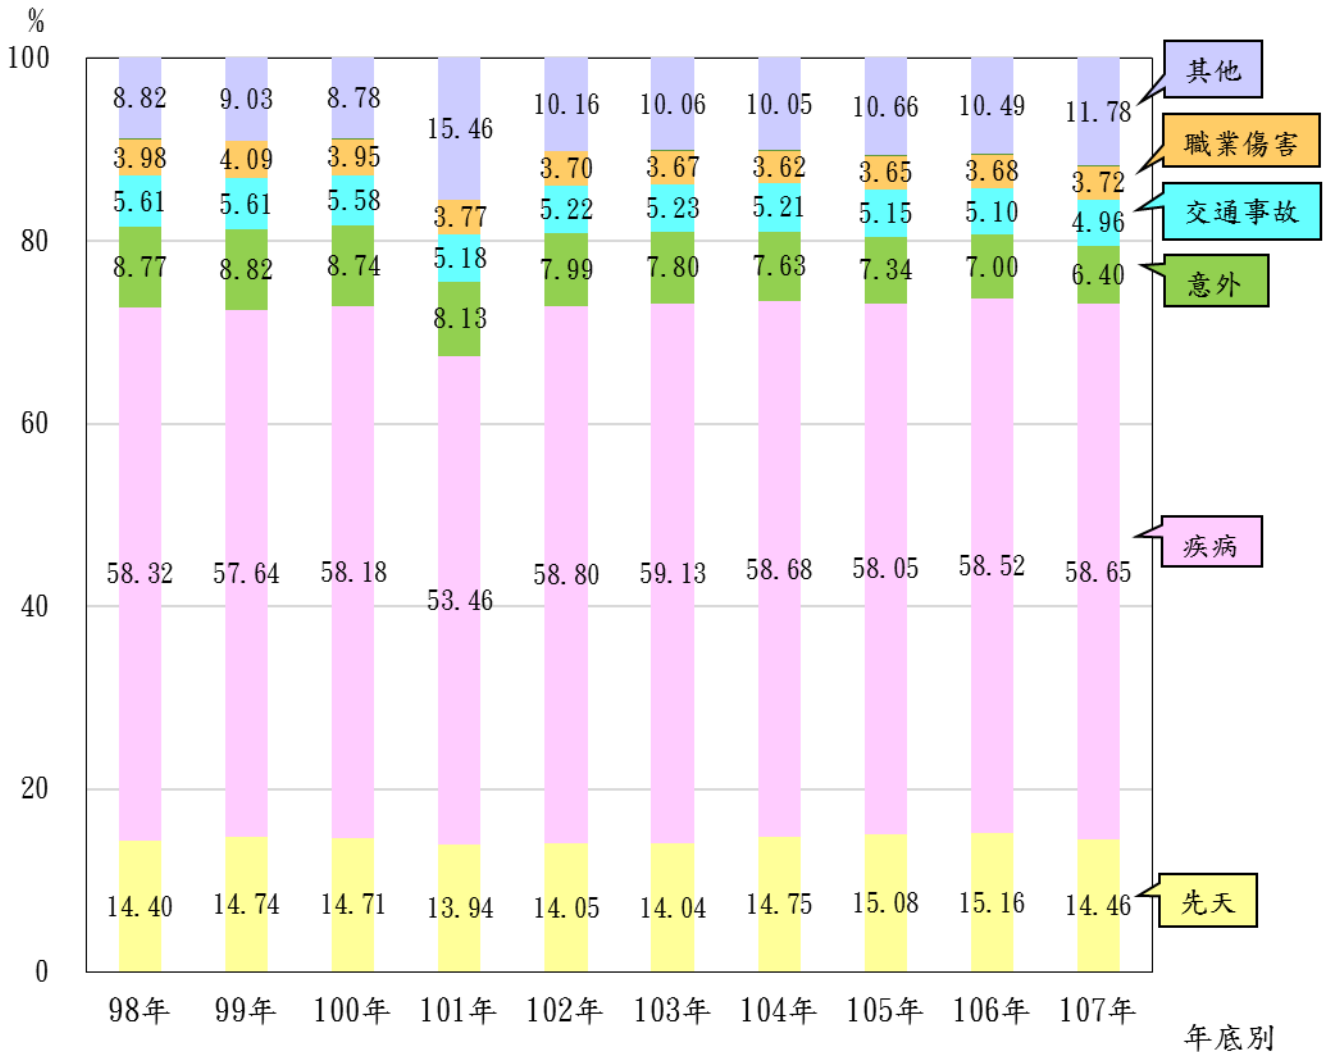 %
100
80
60
40
20
0
8.82 9.03 8.78 15.46 10.16 10.06 10.05 10.66 10.49 11.78
3.98 4.09 3.95 3.77 3.70 3.67 3.62 3.65 3.68 3.72
5.61 5.61 5.58 5.18 5.22 5.23 5.21 5.15 5.10 4.96
8.77 8.82 8.74 8.13 7.99 7.80 7.63 7.34 7.00 6.40
58.32 57.64 58.18 53.46 58.80 59.13 58.68 58.05 58.52 58.65
14.40 14.74 14.71 13.94 14.05 14.04 14.75 15.08 15.16 14.46
其他
職業傷害
交通事故
意外
疾病
先天
98年 99年 100年 101年 102年 103年 104年 105年 106年 107年
年底別